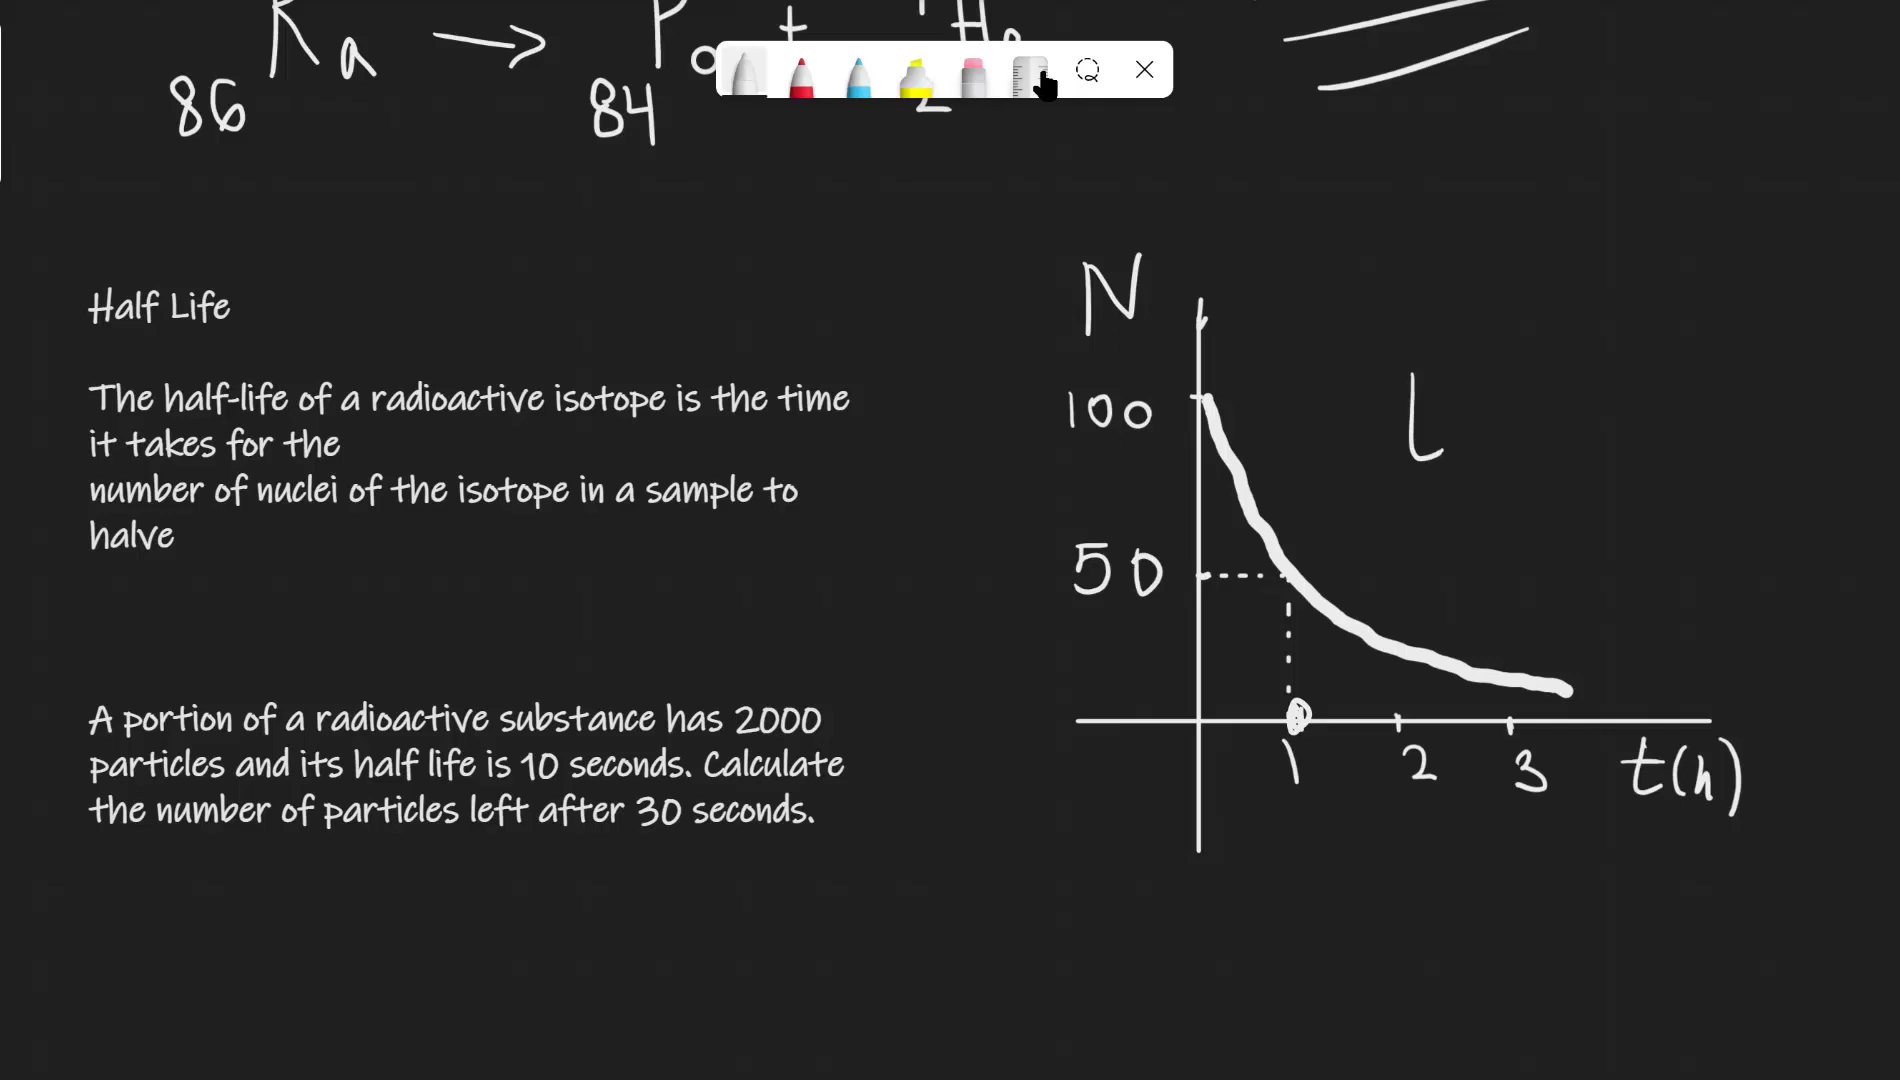 Ra → Po +
86 84 2
Half Life
The half-life of a radioactive isotope is the time
it takes for the
number of nuclei of the isotope in a sample to
halve
A portion of a radioactive substance has 2000
particles and its half life is 10 seconds. Calculate
the number of particles left after 30 seconds.
N
100
L
50
1 2 3 t(h)